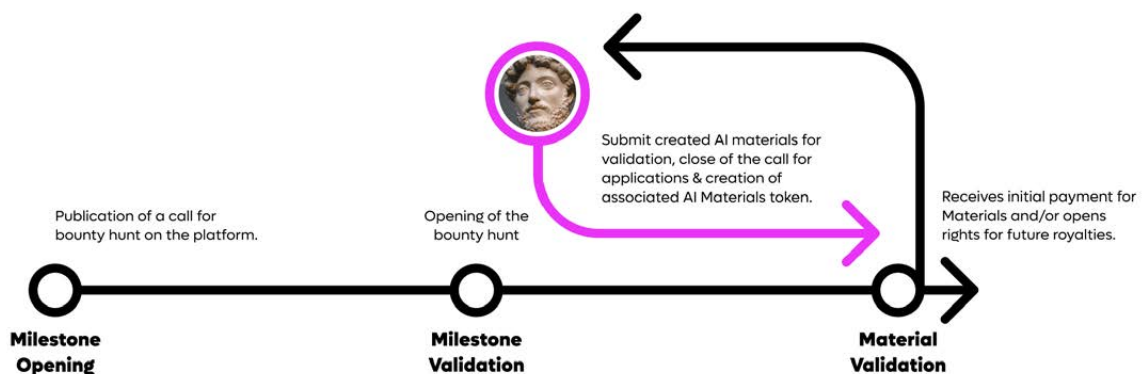 Submit created AI materials for
validation, close of the call for
applications & creation of
associated AI Materials token.
Publication of a call for
bounty hunt on the platform.
Opening of the
bounty hunt
Receives initial payment for
Materials and/or opens
rights for future royalties.
Milestone
Opening
Milestone
Validation
Material
Validation